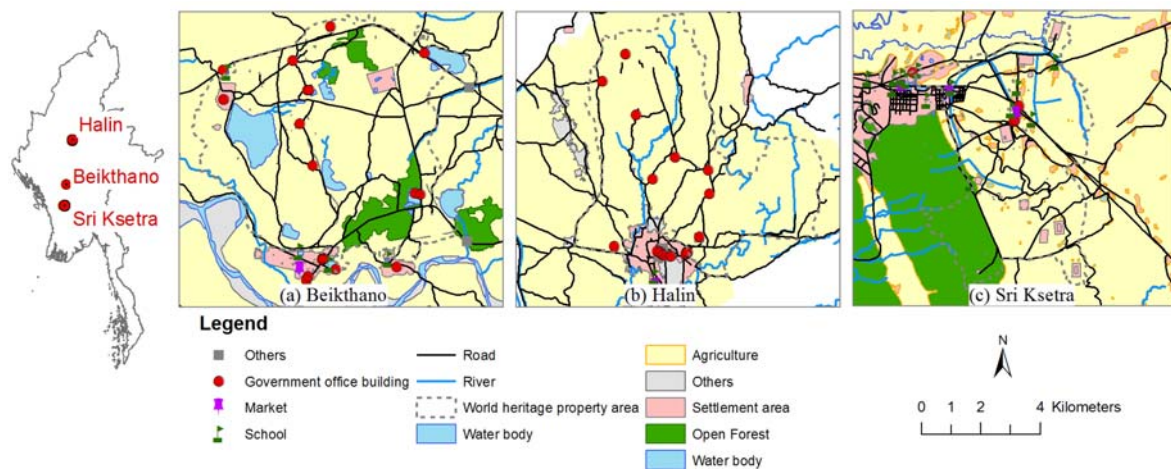 Halin
Beikthano
Sri Ksetra
(a) Beikthano
(b) Halin
(c) Sri Ksetra
Legend
Others
Government office building
Market
School
Road
River
World heritage property area
Water body
Agriculture
Others
Settlement area
Open Forest
Water body
N
0 1 2 4 Kilometers